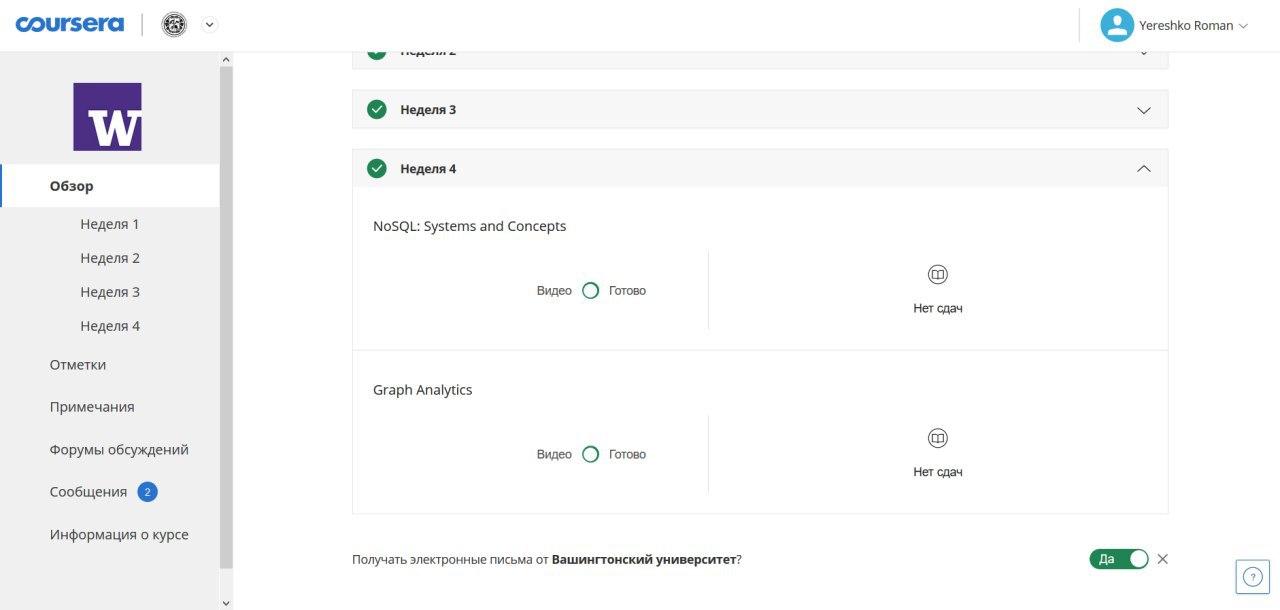 coursera
Yereshko Roman
W
Обзор
Неделя 1
Неделя 2
Неделя 3
Неделя 4
Отметки
Примечания
Форумы обсуждений
Сообщения 2
Информация о курсе
Неделя 2
Неделя 3
Неделя 4
NoSQL: Systems and Concepts
Видео Готово
Нет сдач
Graph Analytics
Видео Готово
Нет сдач
Получать электронные письма от Вашингтонский университет?
Да
?